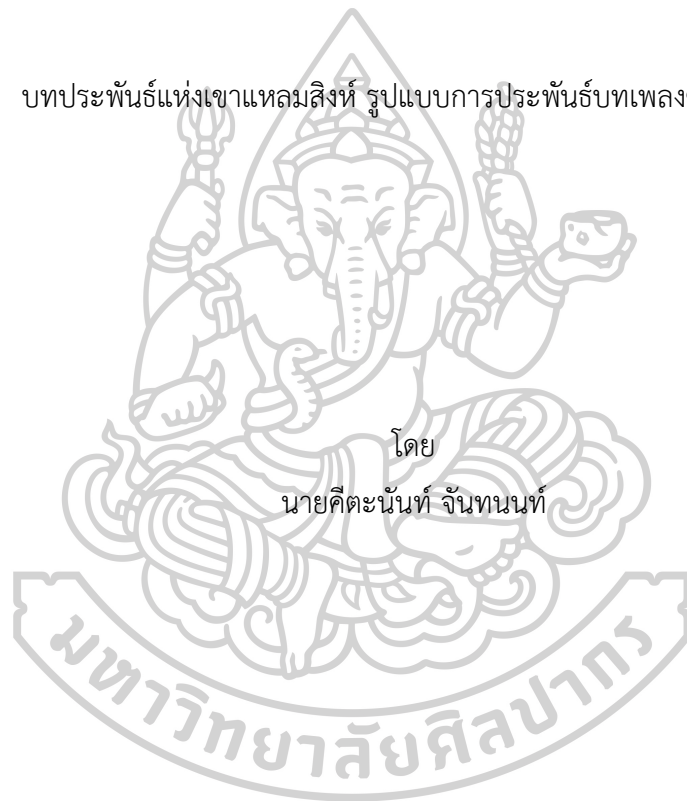 บทประพันธ์แห่งเขาแหลมสิงห์ รูปแบบการประพันธ์บทเพลง
โดย
นายคีตะนันท์ จันทนนท์
มหาวิทยาลัยศิลปากร